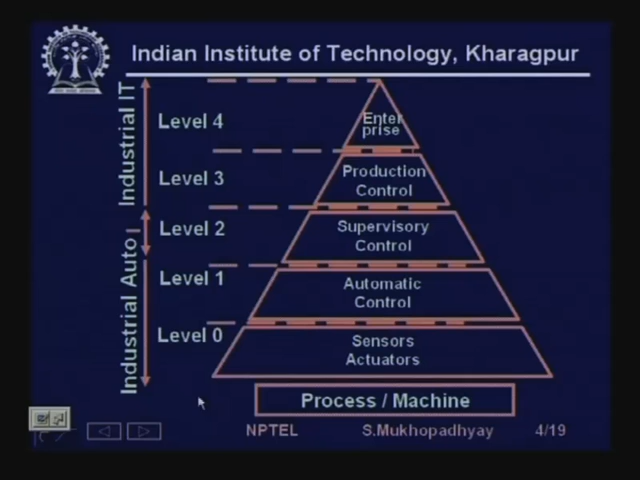 Indian Institute of Technology, Kharagpur
Industrial IT
Industrial Auto
Level 4
Enter
prise
Level 3
Production
Control
Level 2
Supervisory
Control
Level 1
Automatic
Control
Level 0
Sensors
Actuators
Process / Machine
NPTEL
S.Mukhopadhyay
4/19